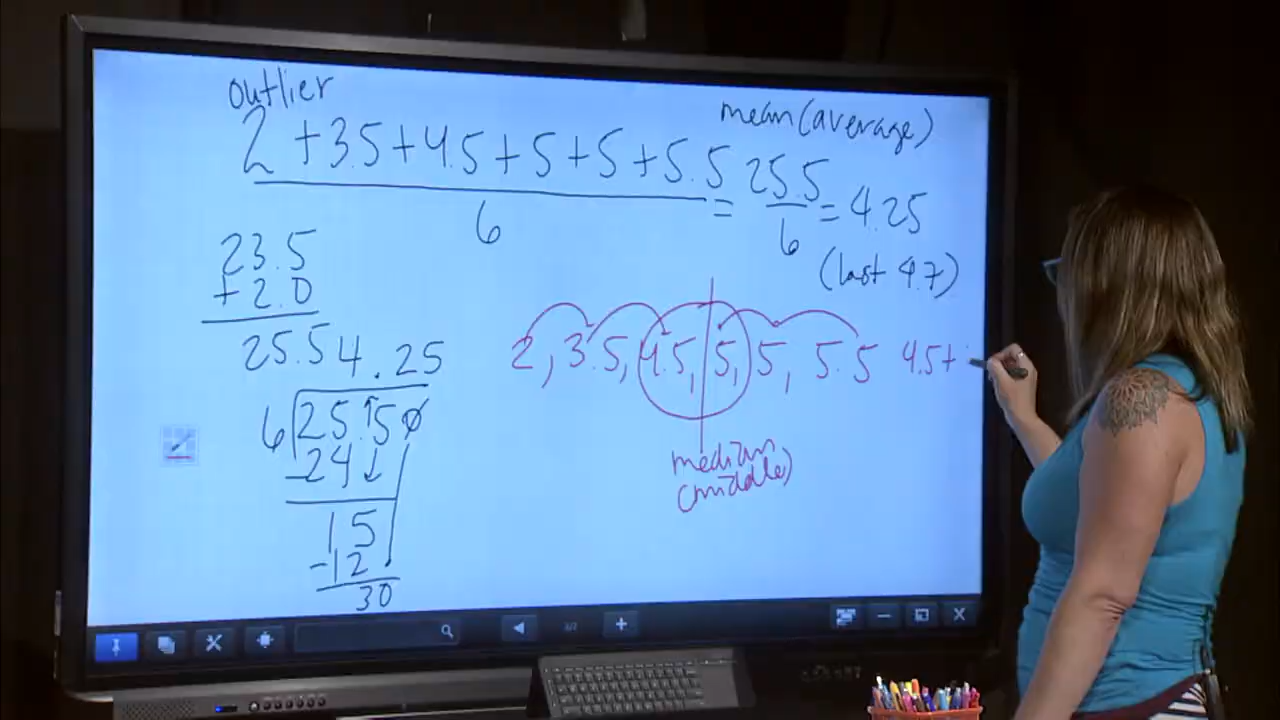 outlier
mean (average)
2 + 3.5 + 4.5 + 5 + 5 + 5.5
6
= 25.5
6
= 4.25
(last 4.7)
23.5
+ 2.0
25.5
4.25
6 25.50
-24
15
-12
30
2, 3.5, 4.5, 5, 5, 5.5
4.5+
median
(middle)